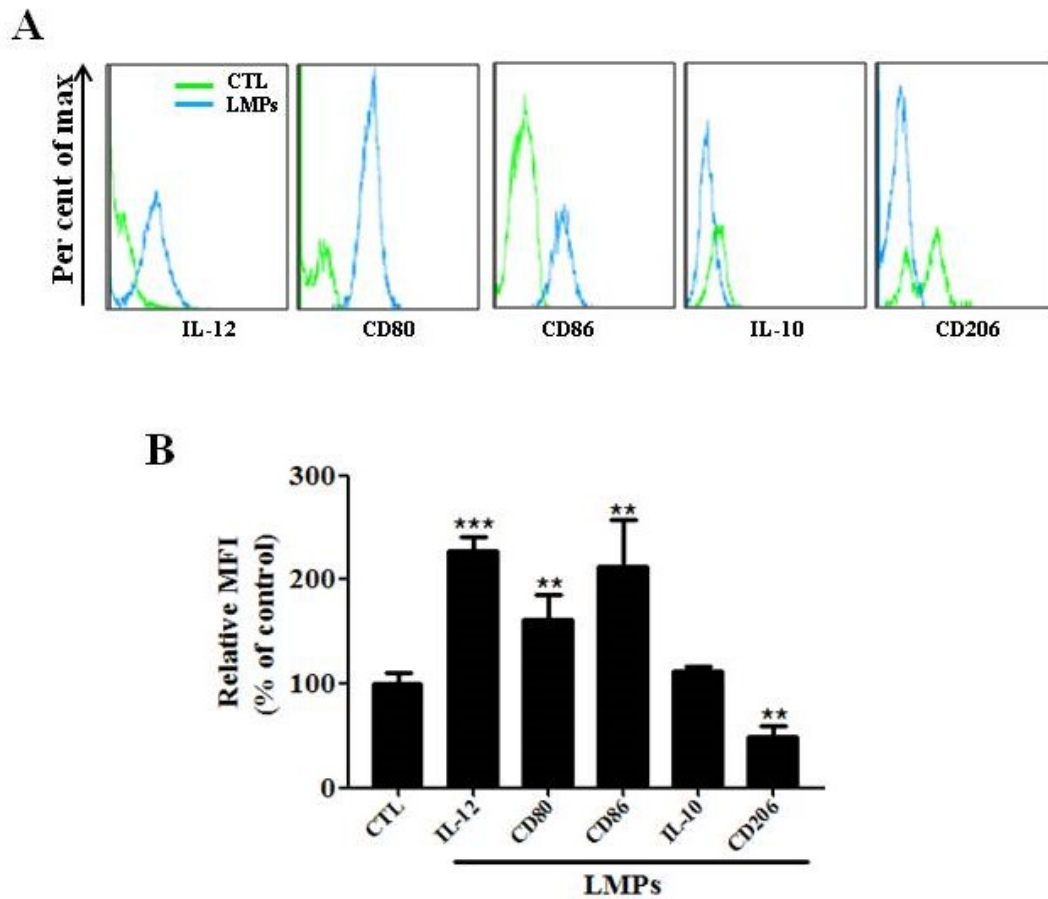 A
Per cent of max
CTL
LMPs
IL-12
CD80
CD86
IL-10
CD206
B
Relative MFI
(% of control)
300
200
100
0
***
**
**
**
CTL
IL-12
CD80
CD86
IL-10
CD206
LMPs